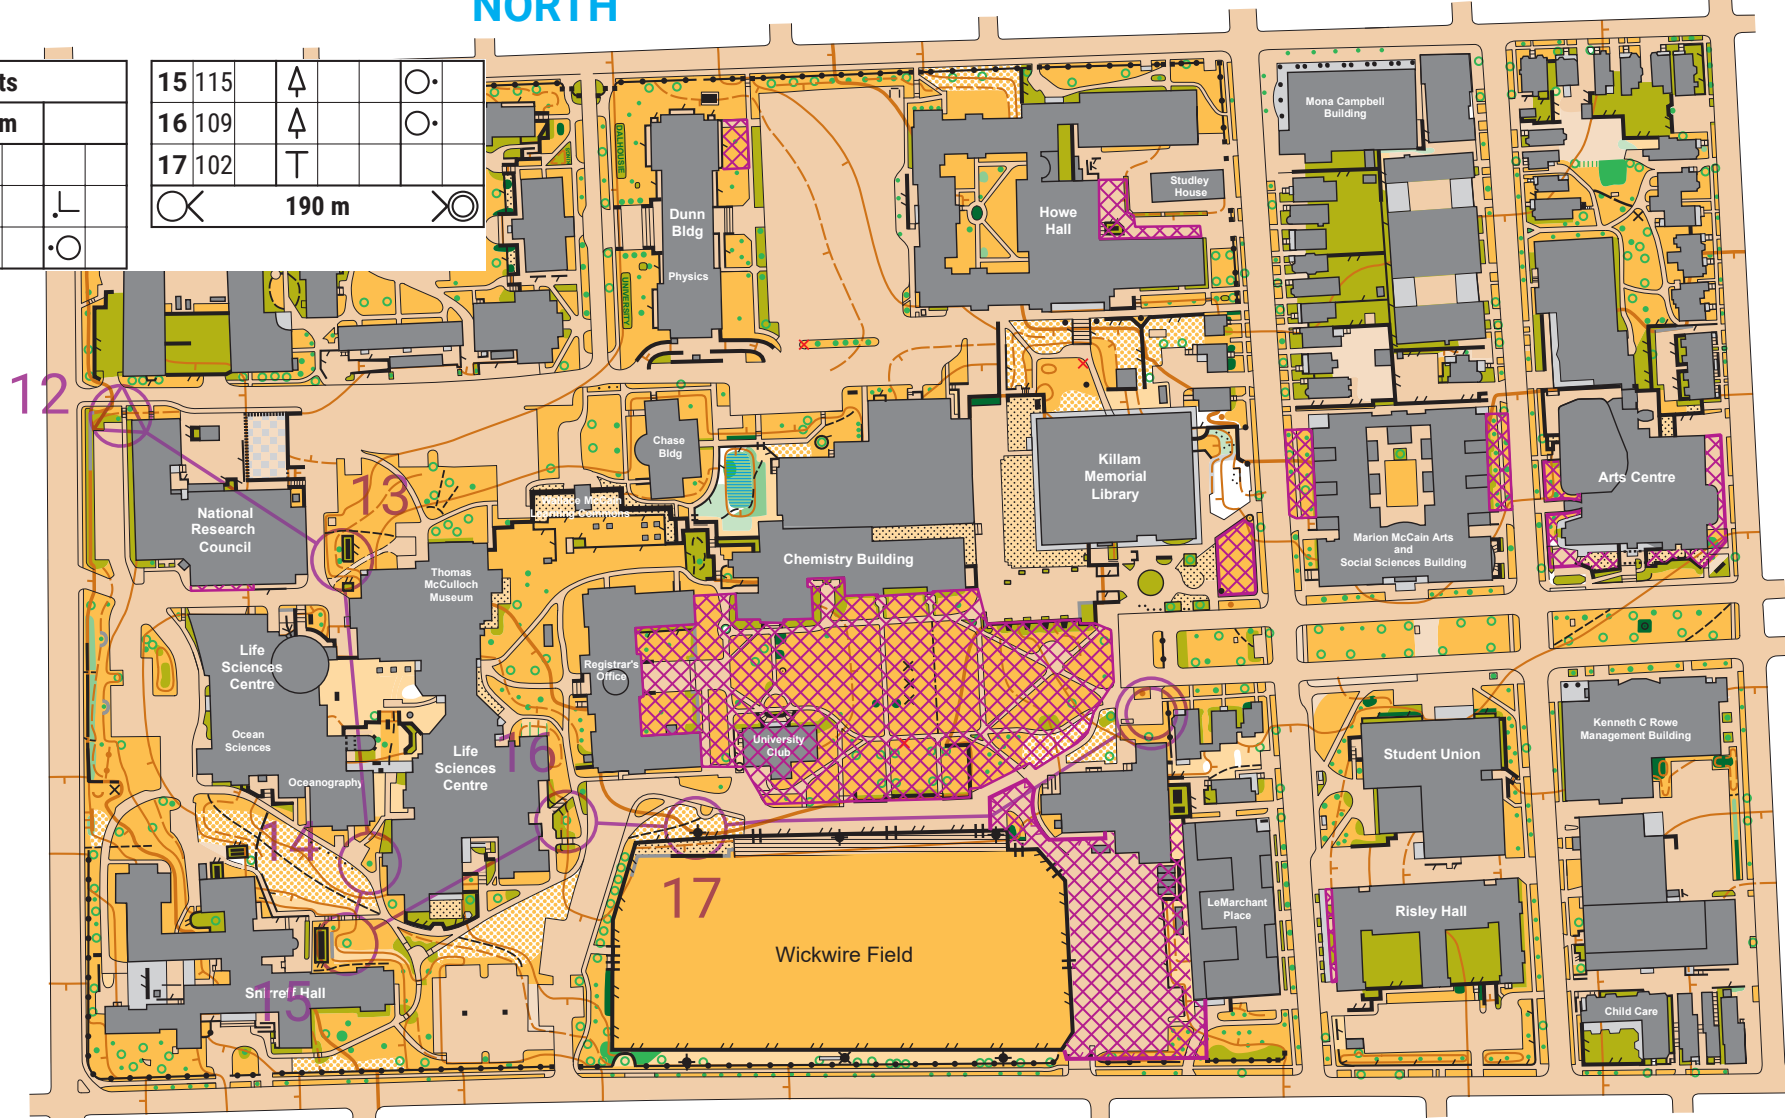 NORTH
ts
m
15 115
16 109
17 102
190 m
DALHOUSIE
UNIVERSITY
Dunn
Bldg
Physics
Howe
Hall
Studley
House
Mona Campbell
Building
12
13
Chase
Bldg
Killam
Memorial
Library
Arts Centre
National
Research
Council
Marion McCain Arts
and
Social Sciences Building
Chemistry Building
Thomas
McCulloch
Museum
Life
Sciences
Centre
Registrar's
Office
Ocean
Sciences
Oceanography
Life
Sciences
Centre
16
University
Club
Student Union
Kenneth C Rowe
Management Building
14
17
LeMarchant
Place
Risley Hall
Wickwire Field
Shirreff Hall
15
Child Care